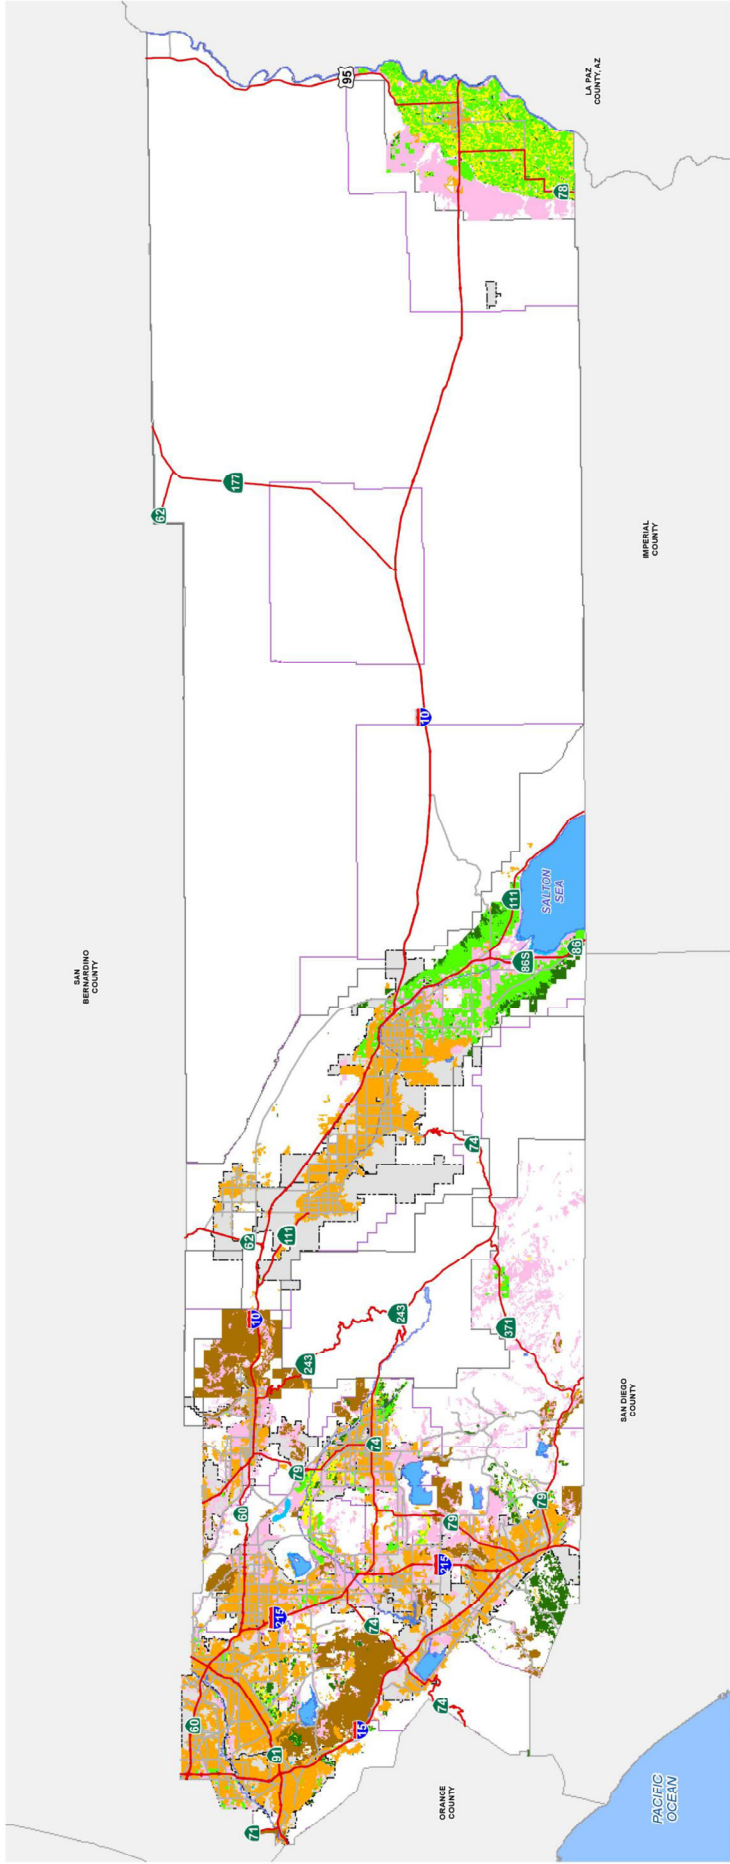 SAN
BERNARDINO
COUNTY
LA PAZ
COUNTY, AZ
IMPERIAL
COUNTY
SAN DIEGO
COUNTY
ORANGE
COUNTY
PACIFIC
OCEAN
SALTON
SEA
95
78
62
177
10
111
86S
86
74
62
111
10
243
243
371
79
74
60
79
79
215
215
74
60
91
15
74
71